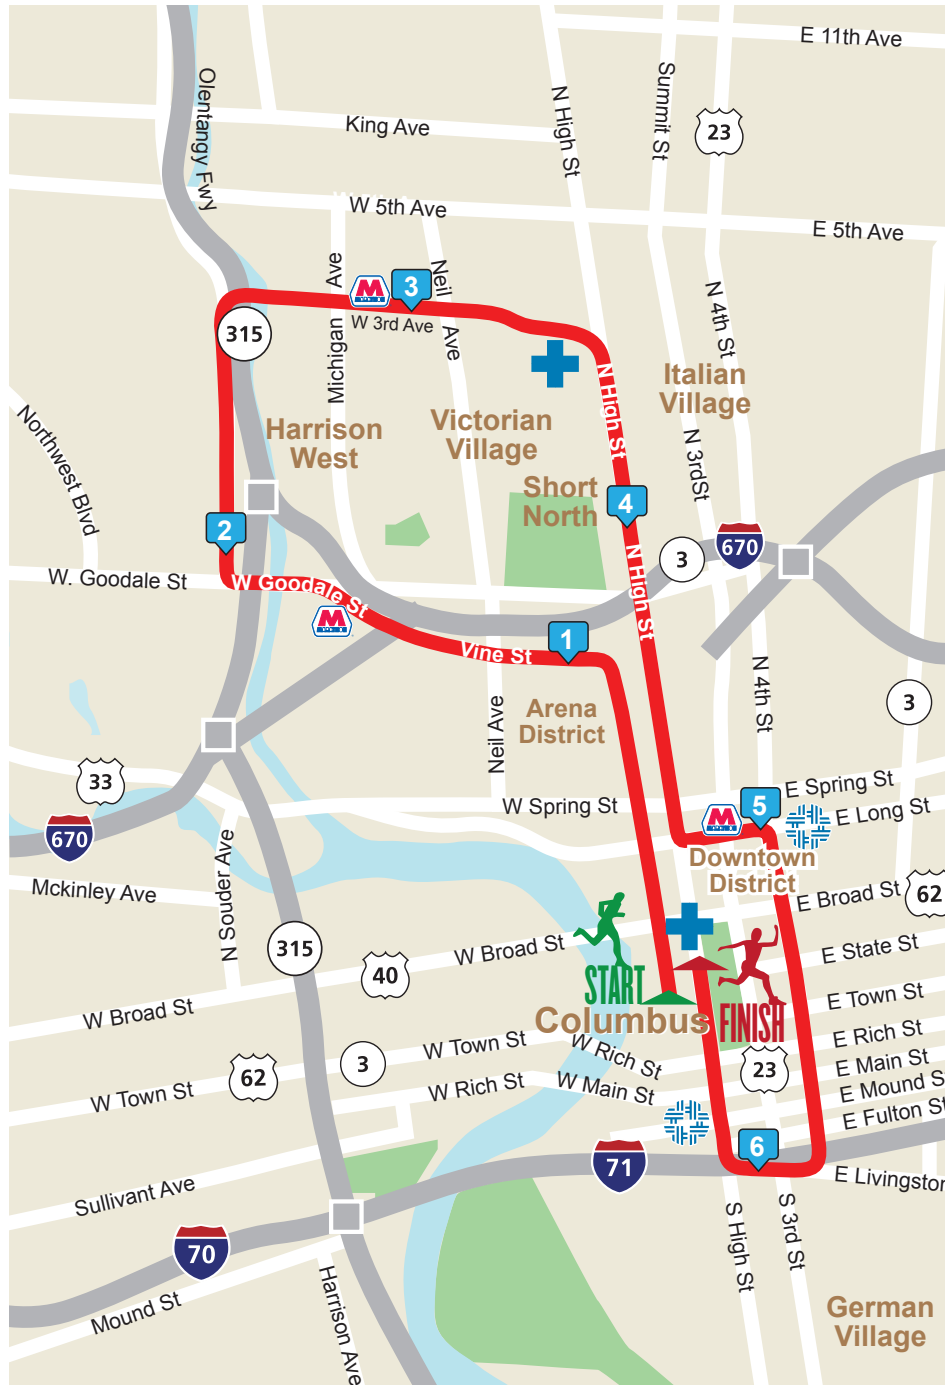 E 11th Ave
Olentangy Fwy
N High St
Summit St
23
King Ave
W 5th Ave
E 5th Ave
Michigan Ave
M
3
Neil Ave
W 3rd Ave
315
N 4th St
N High St
Italian
Village
Harrison
West
Victorian
Village
Northwest Blvd
N 3rdSt
Short
North
4
2
N High St
3
670
W. Goodale St
W Goodale St
M
1
Vine St
N 4th St
Arena
District
3
Neil Ave
33
E Spring St
W Spring St
5
M
E Long St
670
N Souder Ave
Downtown
District
Mckinley Ave
E Broad St
62
315
W Broad St
E State St
40
START
FINISH
Columbus
W Broad St
E Town St
W Town St
W Rich St
E Rich St
3
62
23
E Main St
W Rich St
W Main St
E Mound S
W Town St
E Fulton St
6
71
Sullivant Ave
E Livingston
S High St
S 3rd St
70
Mound St
Harrison Ave
German
Village